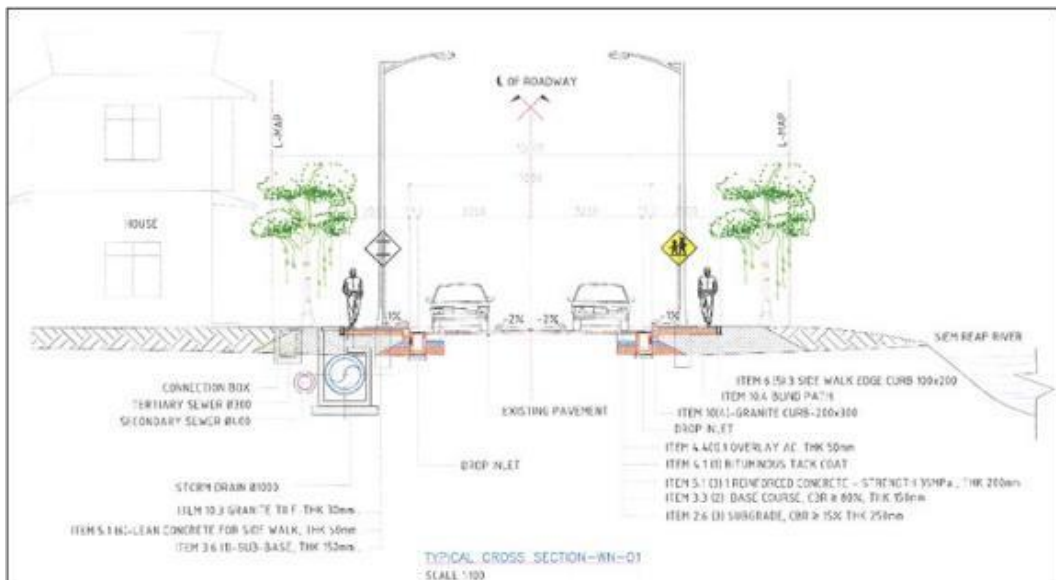 ℄ OF ROADWAY
L-MAP
L-MAP
HOUSE
1%
-2%
-2%
1%
SIEM REAP RIVER
CONNECTION BOX
TERTIARY SEWER Ø300
SECONDARY SEWER Ø400
STORM DRAIN Ø1000
ITEM 10.3 GRANITE TILE THK 30mm
ITEM 5.1 (6)-LEAN CONCRETE FOR SIDE WALK, THK 50mm
ITEM 3.6 (1)-SUB-BASE, THK 150mm
EXISTING PAVEMENT
DROP INLET
ITEM 6 (5) 3 SIDE WALK EDGE CURB 100x200
ITEM 10.4 BLIND PATH
ITEM 10(4)-GRANITE CURB-200x300
DROP INLET
OVERLAY AC. THK 50mm
ITEM 4.1 (1) BITUMINOUS TACK COAT
ITEM 5.1 (3) 1 REINFORCED CONCRETE - STRENGTH 35MPa., THK 200mm
ITEM 3.3 (2) BASE COURSE, CBR ≥ 80%, THK 150mm
ITEM 2.6 (3) SUBGRADE, CBR ≥ 15% THK 250mm
TYPICAL CROSS SECTION-WN-01
SCALE 1:100